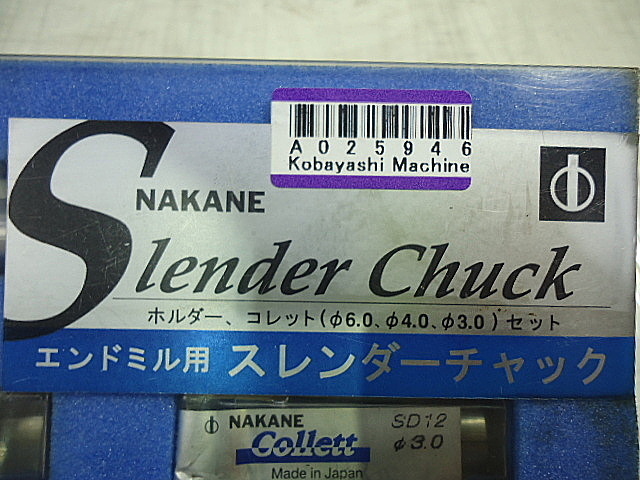 A025946
Kobayashi Machine
NAKANE
Slender Chuck
ホルダー、コレット(φ6.0、φ4.0、φ3.0)セット
エンドミル用 スレンダーチャック
NAKANE SD12
Collett φ3.0
Made in Japan